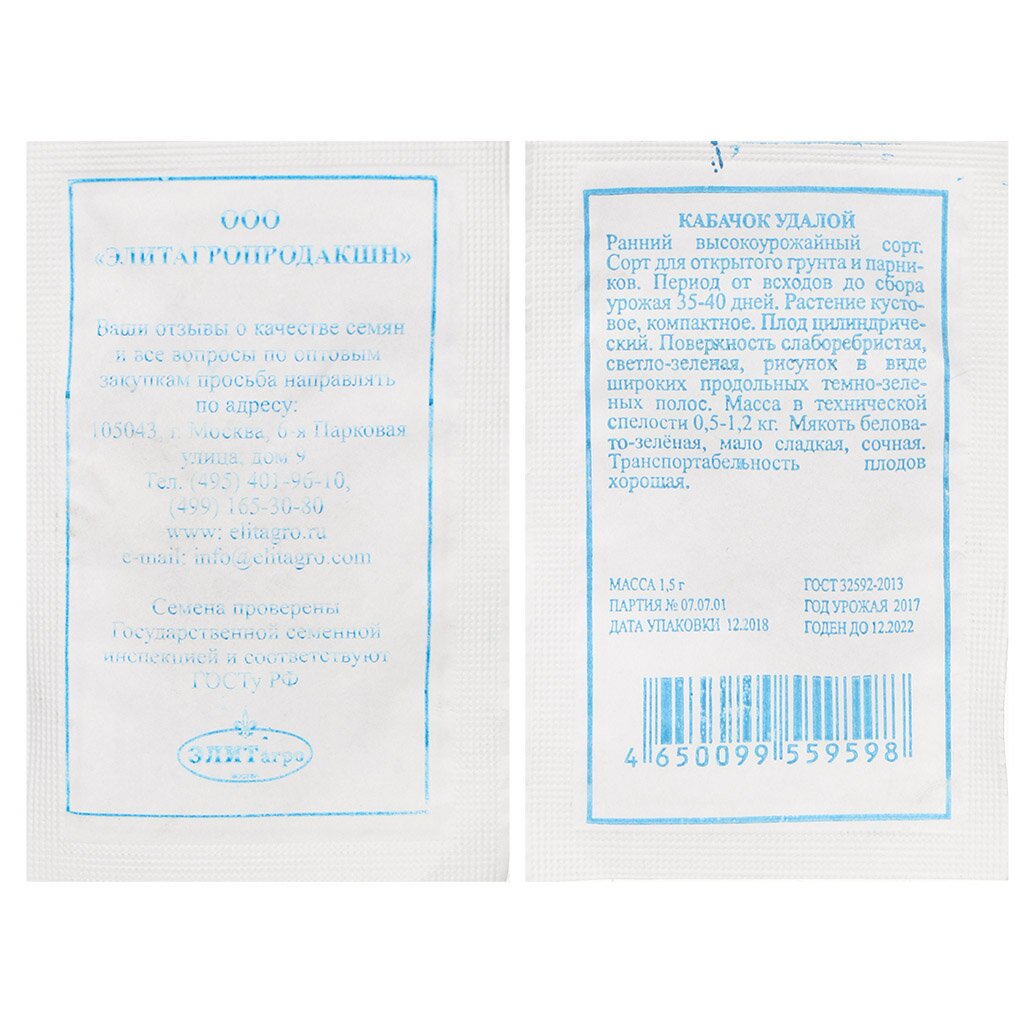 ООО
«ЭЛИТАГРОПРОДАКШН»
Ваши отзывы о качестве семян
и все вопросы по оптовым
закупкам просьба направлять
по адресу:
105043, г. Москва, 6-я Парковая
улица, дом 9
Тел. (495) 401-96-10,
(499) 165-30-80
www: elitagro.ru
e-mail: info@elitagro.com
Семена проверены
Государственной семенной
инспекцией и соответствуют
ГОСТу РФ
ЭЛИТагро
МОСКВА
КАБАЧОК УДАЛОЙ
Ранний высокоурожайный сорт.
Сорт для открытого грунта и парни-
ков. Период от всходов до сбора
урожая 35-40 дней. Растение кусто-
вое, компактное. Плод цилиндриче-
ский. Поверхность слаборебристая,
светло-зеленая, рисунок в виде
широких продольных темно-зеле-
ных полос. Масса в технической
спелости 0,5-1,2 кг. Мякоть белова-
то-зелёная, мало сладкая, сочная.
Транспортабельность плодов
хорошая.
МАССА 1,5 г ГОСТ 32592-2013
ПАРТИЯ № 07.07.01 ГОД УРОЖАЯ 2017
ДАТА УПАКОВКИ 12.2018 ГОДЕН ДО 12.2022
4 650099 559598